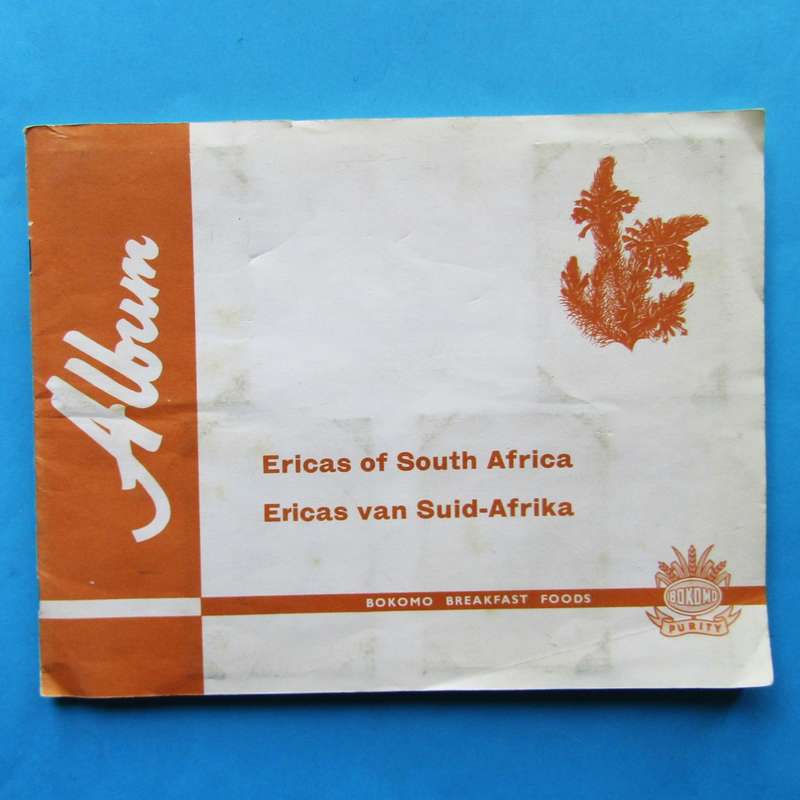 Album
Ericas of South Africa
Ericas van Suid-Afrika
BOKOMO BREAKFAST FOODS
BOKOMO
PURITY